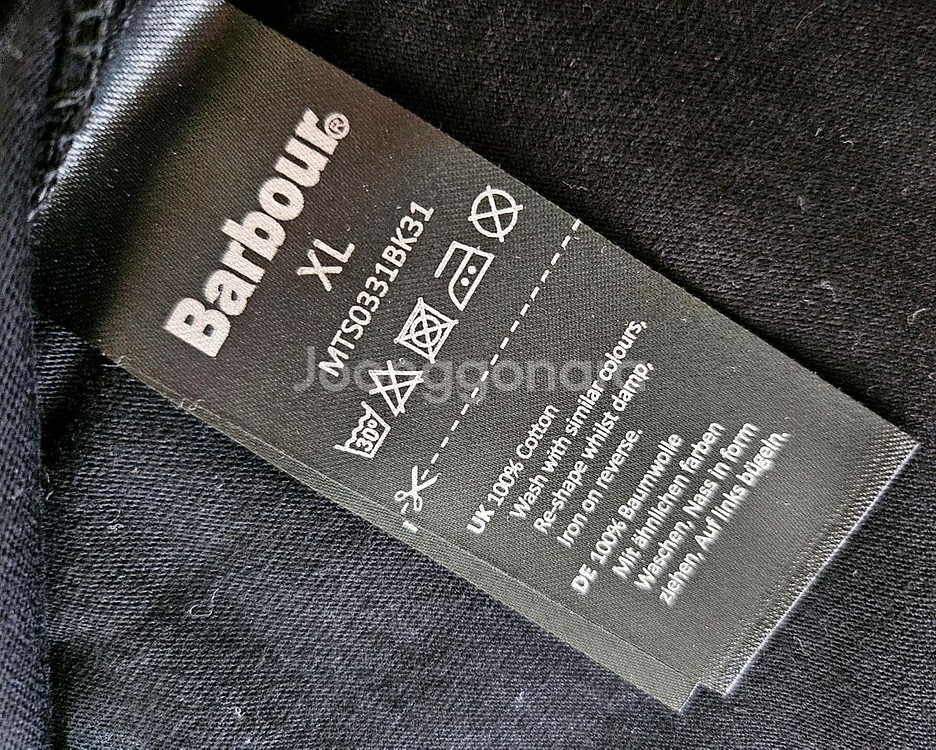 Barbour®
XL
MTS0331BK31
30°
UK 100% Cotton
Wash with similar colours,
Re-shape whilst damp,
Iron on reverse.
DE 100% Baumwolle
Mit ähnlichen farben
Waschen, Nass in form
ziehen, Auf links bügeln.
Joonggonara